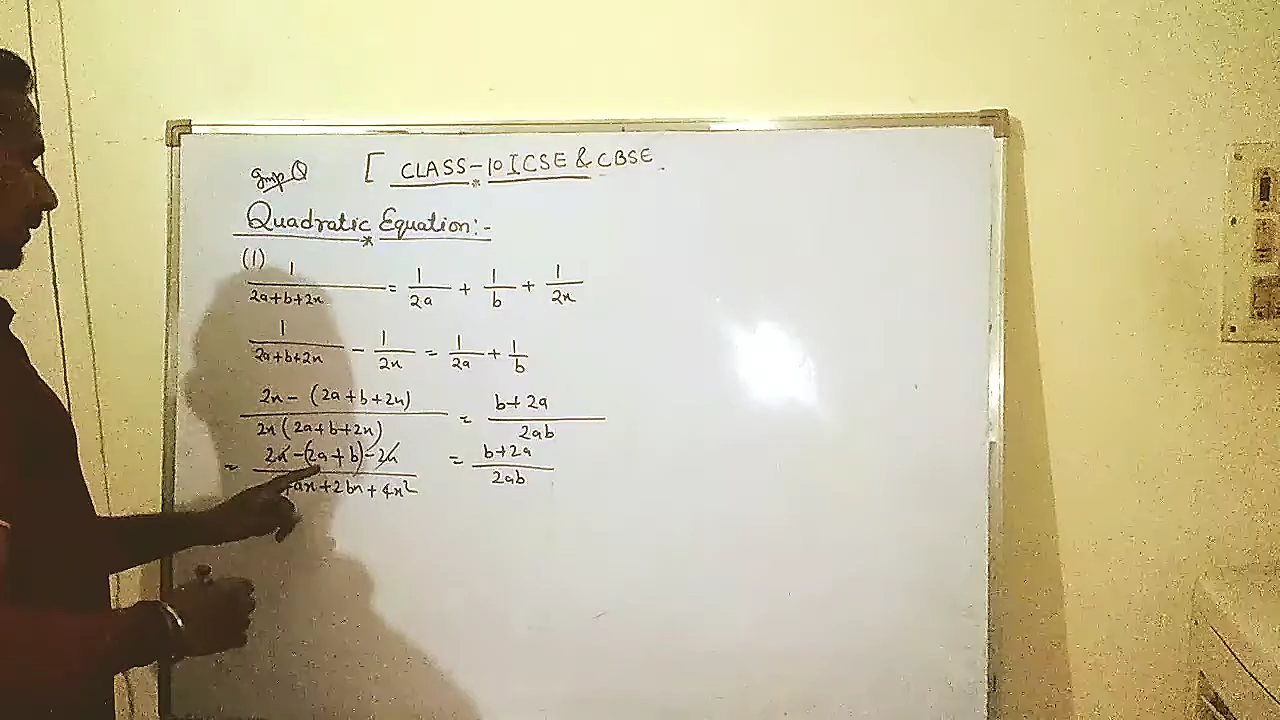 Imp Q [ CLASS-10 ICSE & CBSE.
Quadratic Equation:-
(1) 1/(2a+b+2x) = 1/2a + 1/b + 1/2x
1/(2a+b+2x) - 1/2x = 1/2a + 1/b
2x - (2a+b+2x) / 2x(2a+b+2x) = b+2a / 2ab
= 2x - (2a+b) - 2x / 4ax+2bx+4x² = b+2a / 2ab